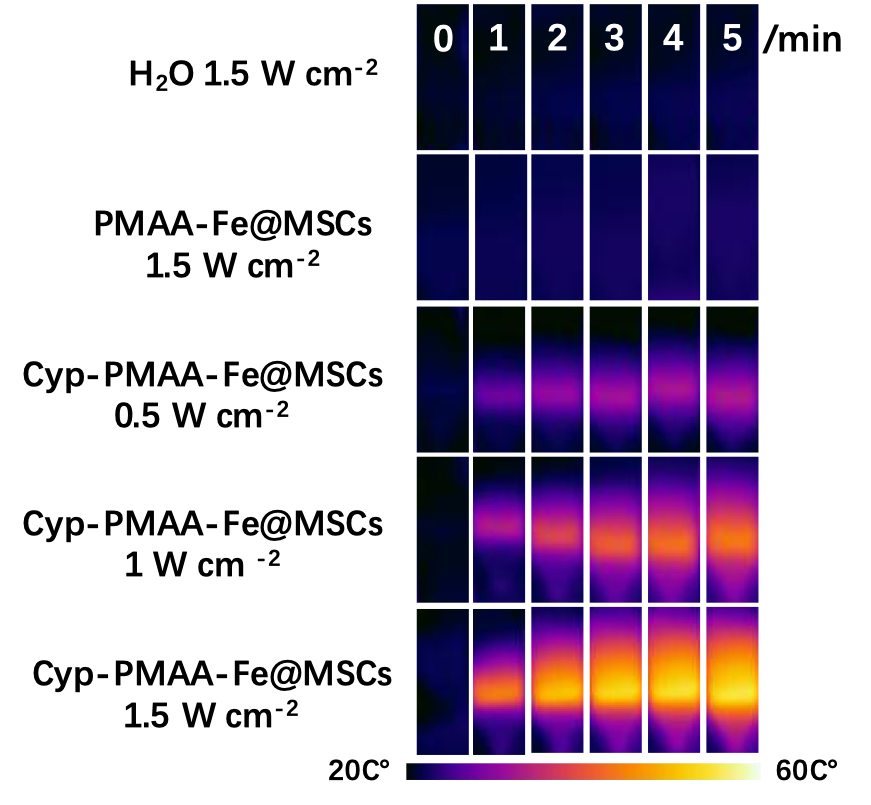 0 1 2 3 4 5 /min
H₂O 1.5 W cm⁻²
PMAA-Fe@MSCs
1.5 W cm⁻²
Cyp-PMAA-Fe@MSCs
0.5 W cm⁻²
Cyp-PMAA-Fe@MSCs
1 W cm ⁻²
Cyp-PMAA-Fe@MSCs
1.5 W cm⁻²
20C° 60C°